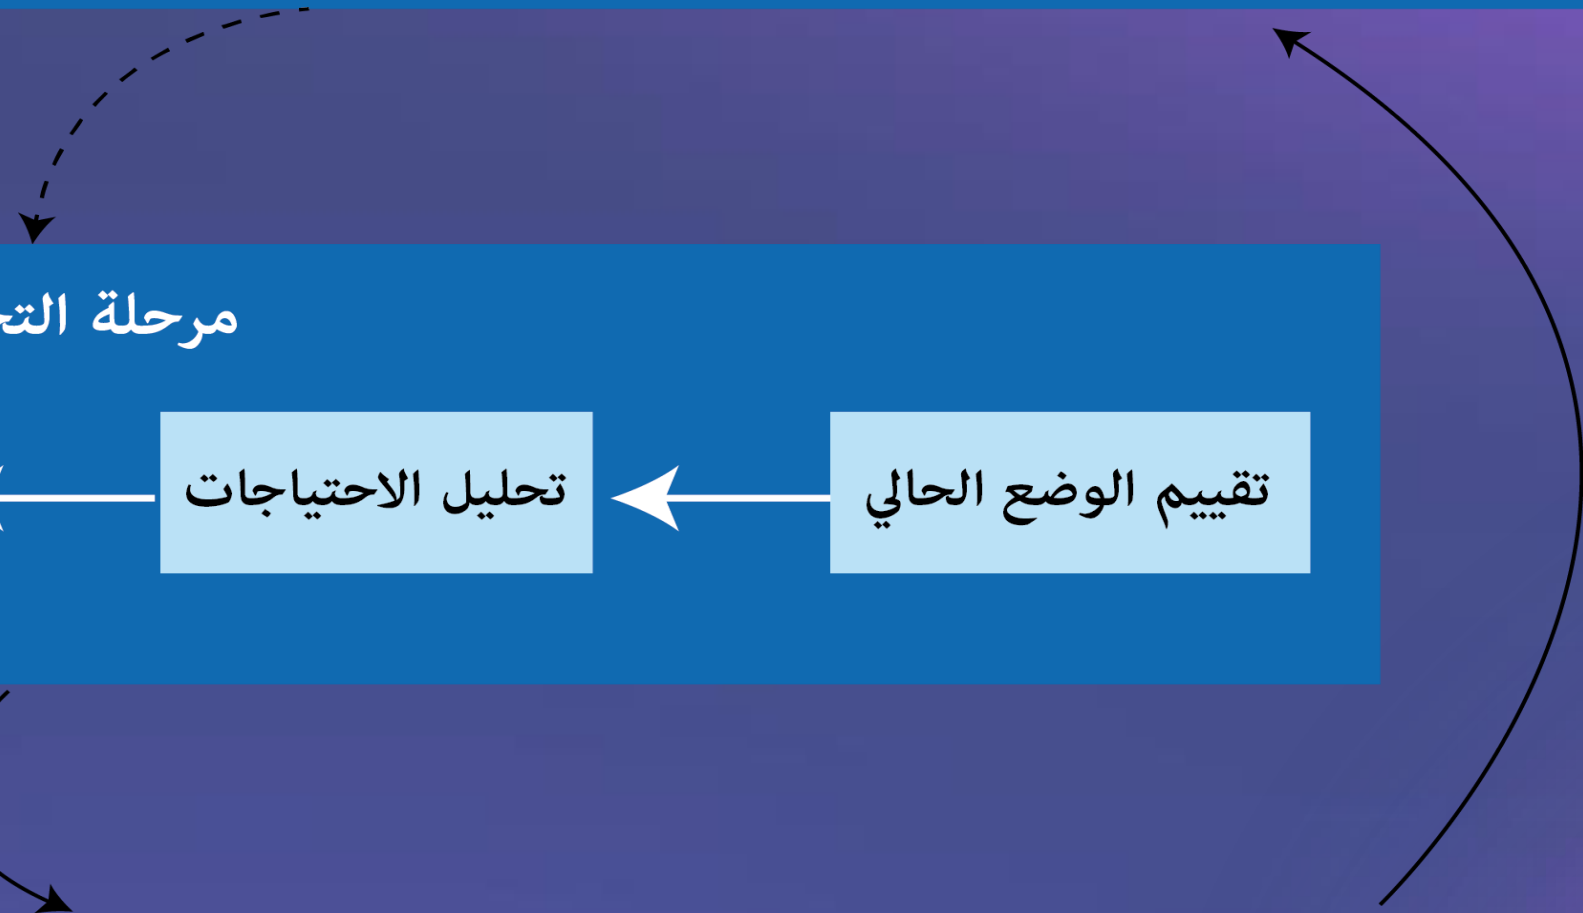 مرحلة
تقييم الوضع الحالي
تحليل الاحتياجات